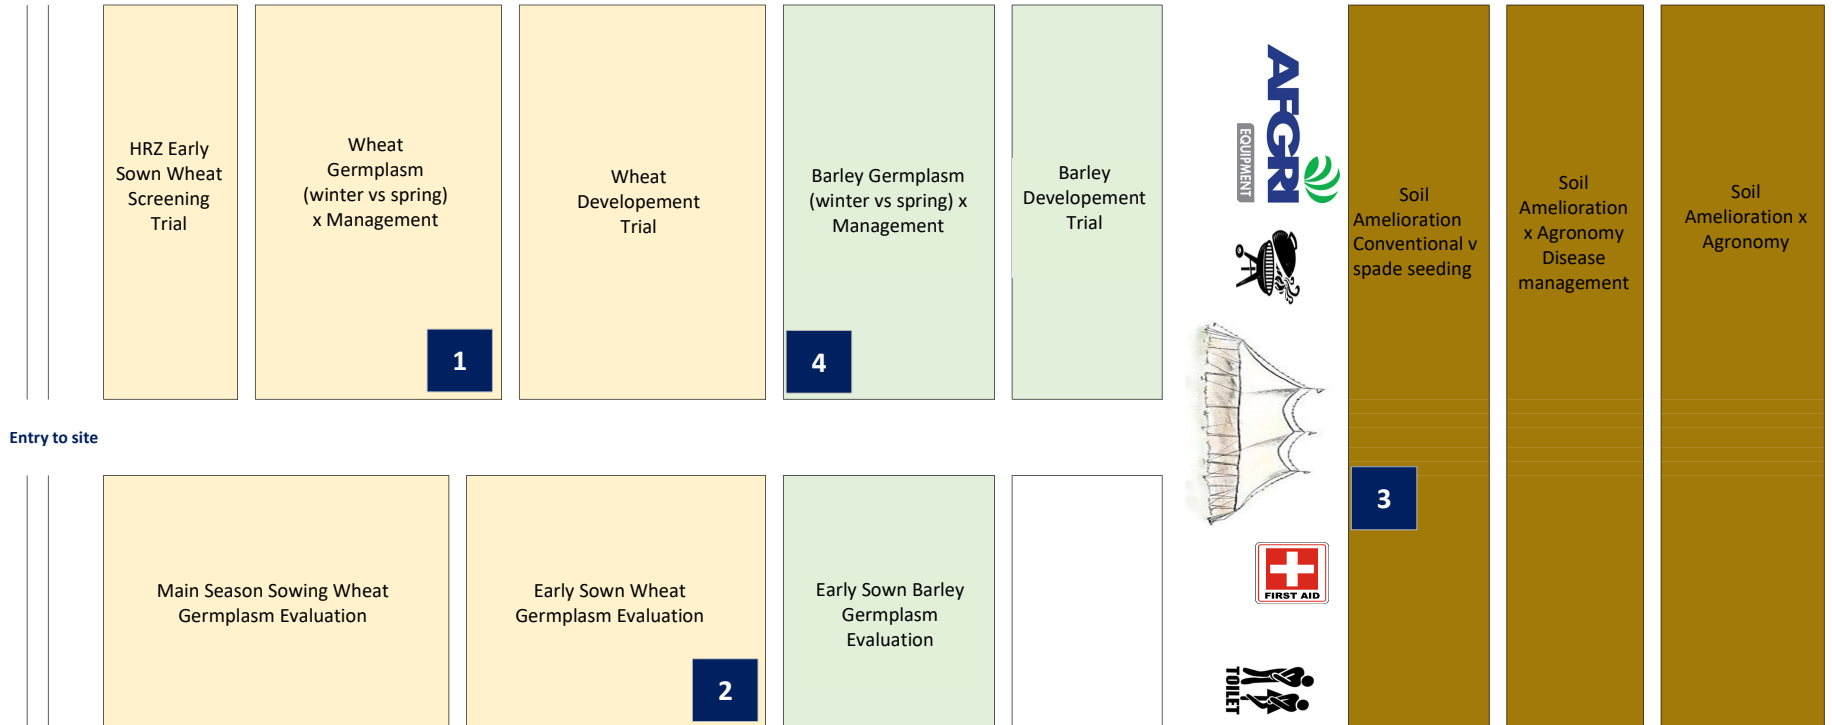 HRZ Early
Sown Wheat
Screening
Trial
Wheat
Germplasm
(winter vs spring)
x Management
1
Wheat
Developement
Trial
Barley Germplasm
(winter vs spring) x
Management
4
Barley
Developement
Trial
AFGRI
EQUIPMENT
Soil
Amelioration
Conventional v
spade seeding
Soil
Amelioration
x Agronomy
Disease
management
Soil
Amelioration x
Agronomy
Entry to site
Main Season Sowing Wheat
Germplasm Evaluation
Early Sown Wheat
Germplasm Evaluation
2
Early Sown Barley
Germplasm
Evaluation
3
FIRST AID
TOILET